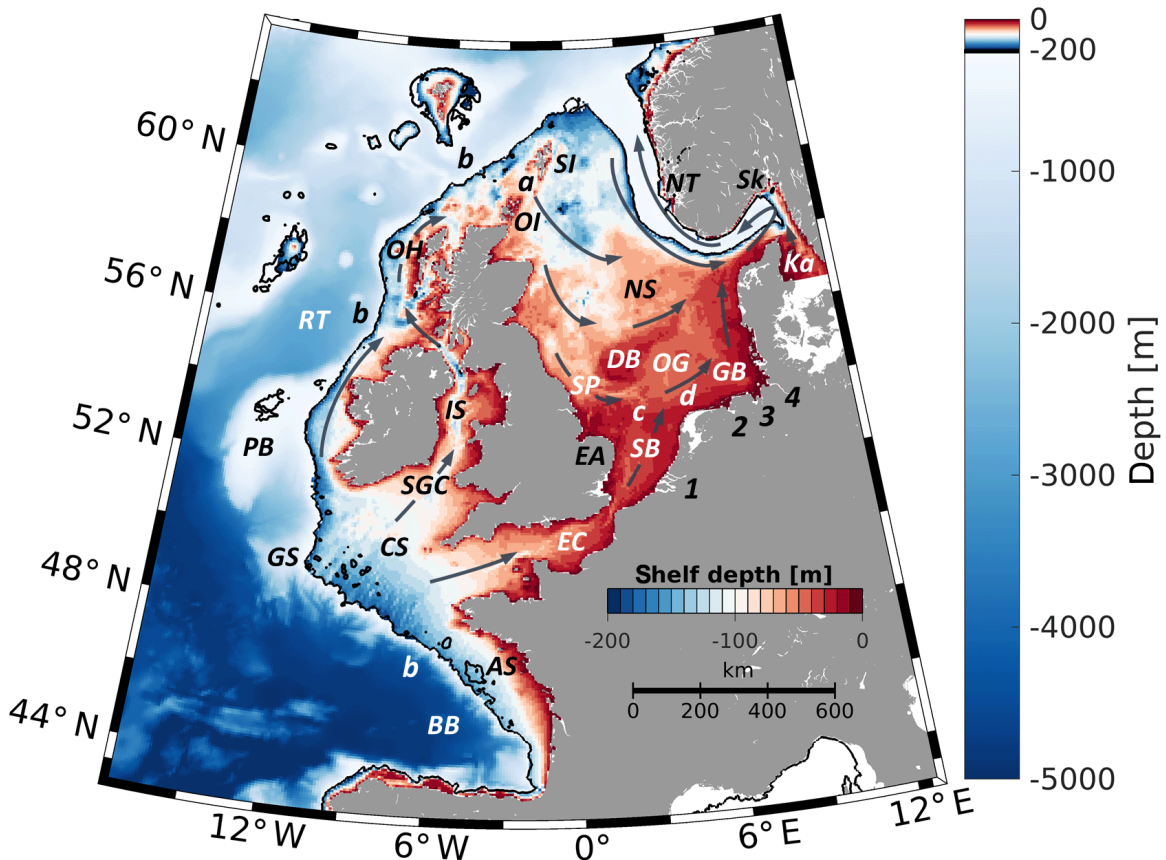 0
-200
-1000
-2000
-3000
-4000
-5000
Depth [m]
60° N
56° N
52° N
48° N
44° N
12° W
6° W
0°
6° E
12° E
b
a
SI
OI
NT
Sk
OH
Ka
b
RT
NS
DB
OG
GB
SP
IS
c
d
4
3
2
PB
EA
SB
SGC
1
GS
CS
EC
b
AS
BB
Shelf depth [m]
-200
-100
0
km
0
200
400
600